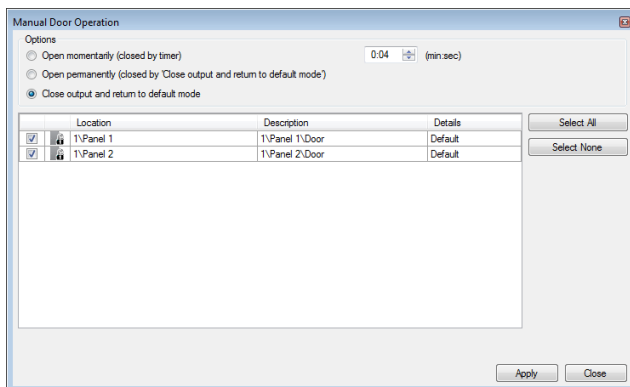 Manual Door Operation
Options
Open momentarily (closed by timer) 0:04 (min:sec)
Open permanently (closed by 'Close output and return to default mode')
Close output and return to default mode
Location Description Details
1\Panel 1 1\Panel 1\Door Default
1\Panel 2 1\Panel 2\Door Default
Select All
Select None
Apply Close